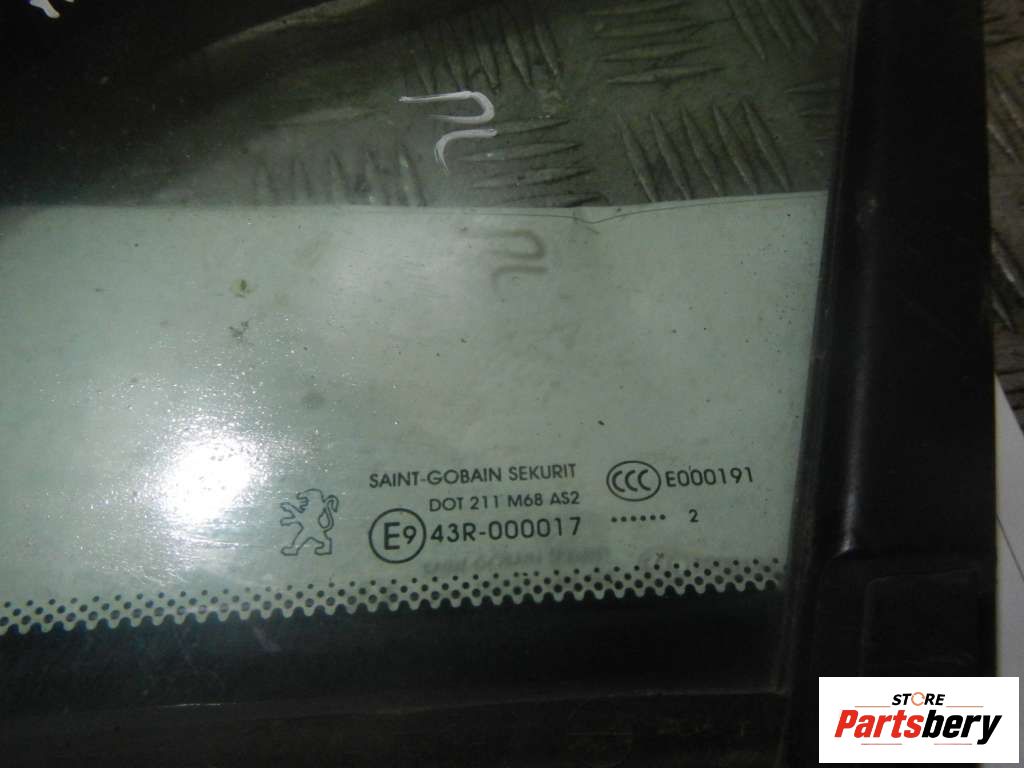 SAINT-GOBAIN SEKURIT
DOT 211 M68 AS2
E9 43R-000017
CCC E000191
...... 2
STORE
Partsbery